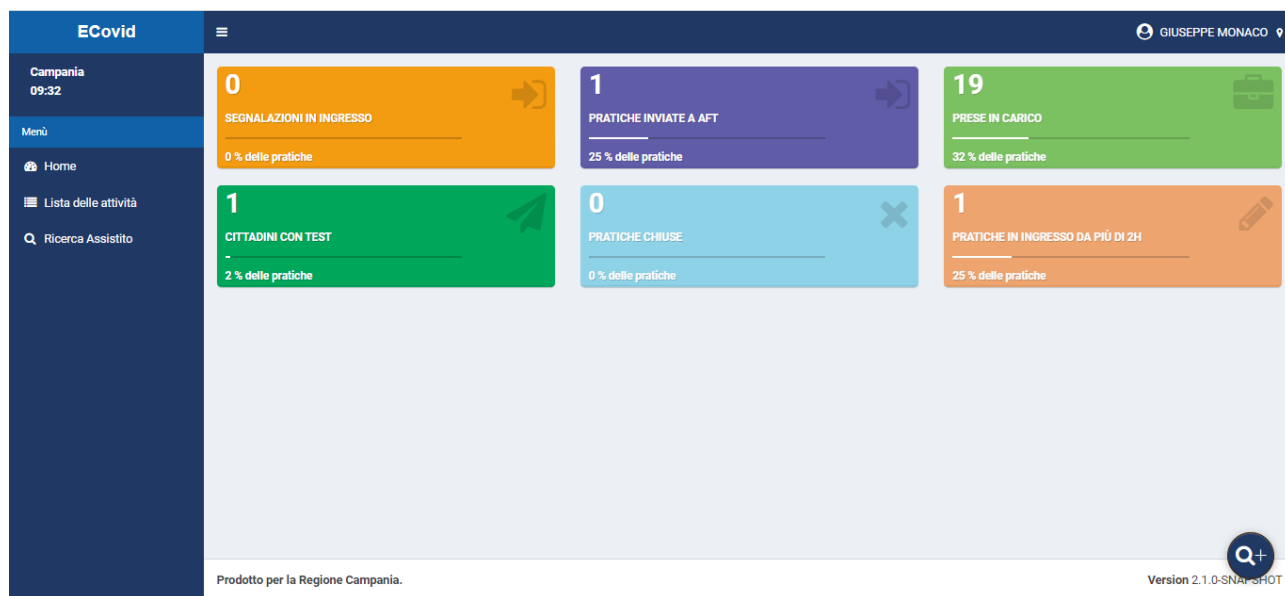 ECovid
GIUSEPPE MONACO
Campania
09:32
Menù
Home
Lista delle attività
Ricerca Assistito
0
SEGNALAZIONI IN INGRESSO
0 % delle pratiche
1
PRATICHE INVIATE A AFT
25 % delle pratiche
19
PRESE IN CARICO
32 % delle pratiche
1
CITTADINI CON TEST
2 % delle pratiche
0
PRATICHE CHIUSE
0 % delle pratiche
1
PRATICHE IN INGRESSO DA PIÙ DI 2H
25 % delle pratiche
Prodotto per la Regione Campania.
Version 2.1.0-SNAPSHOT